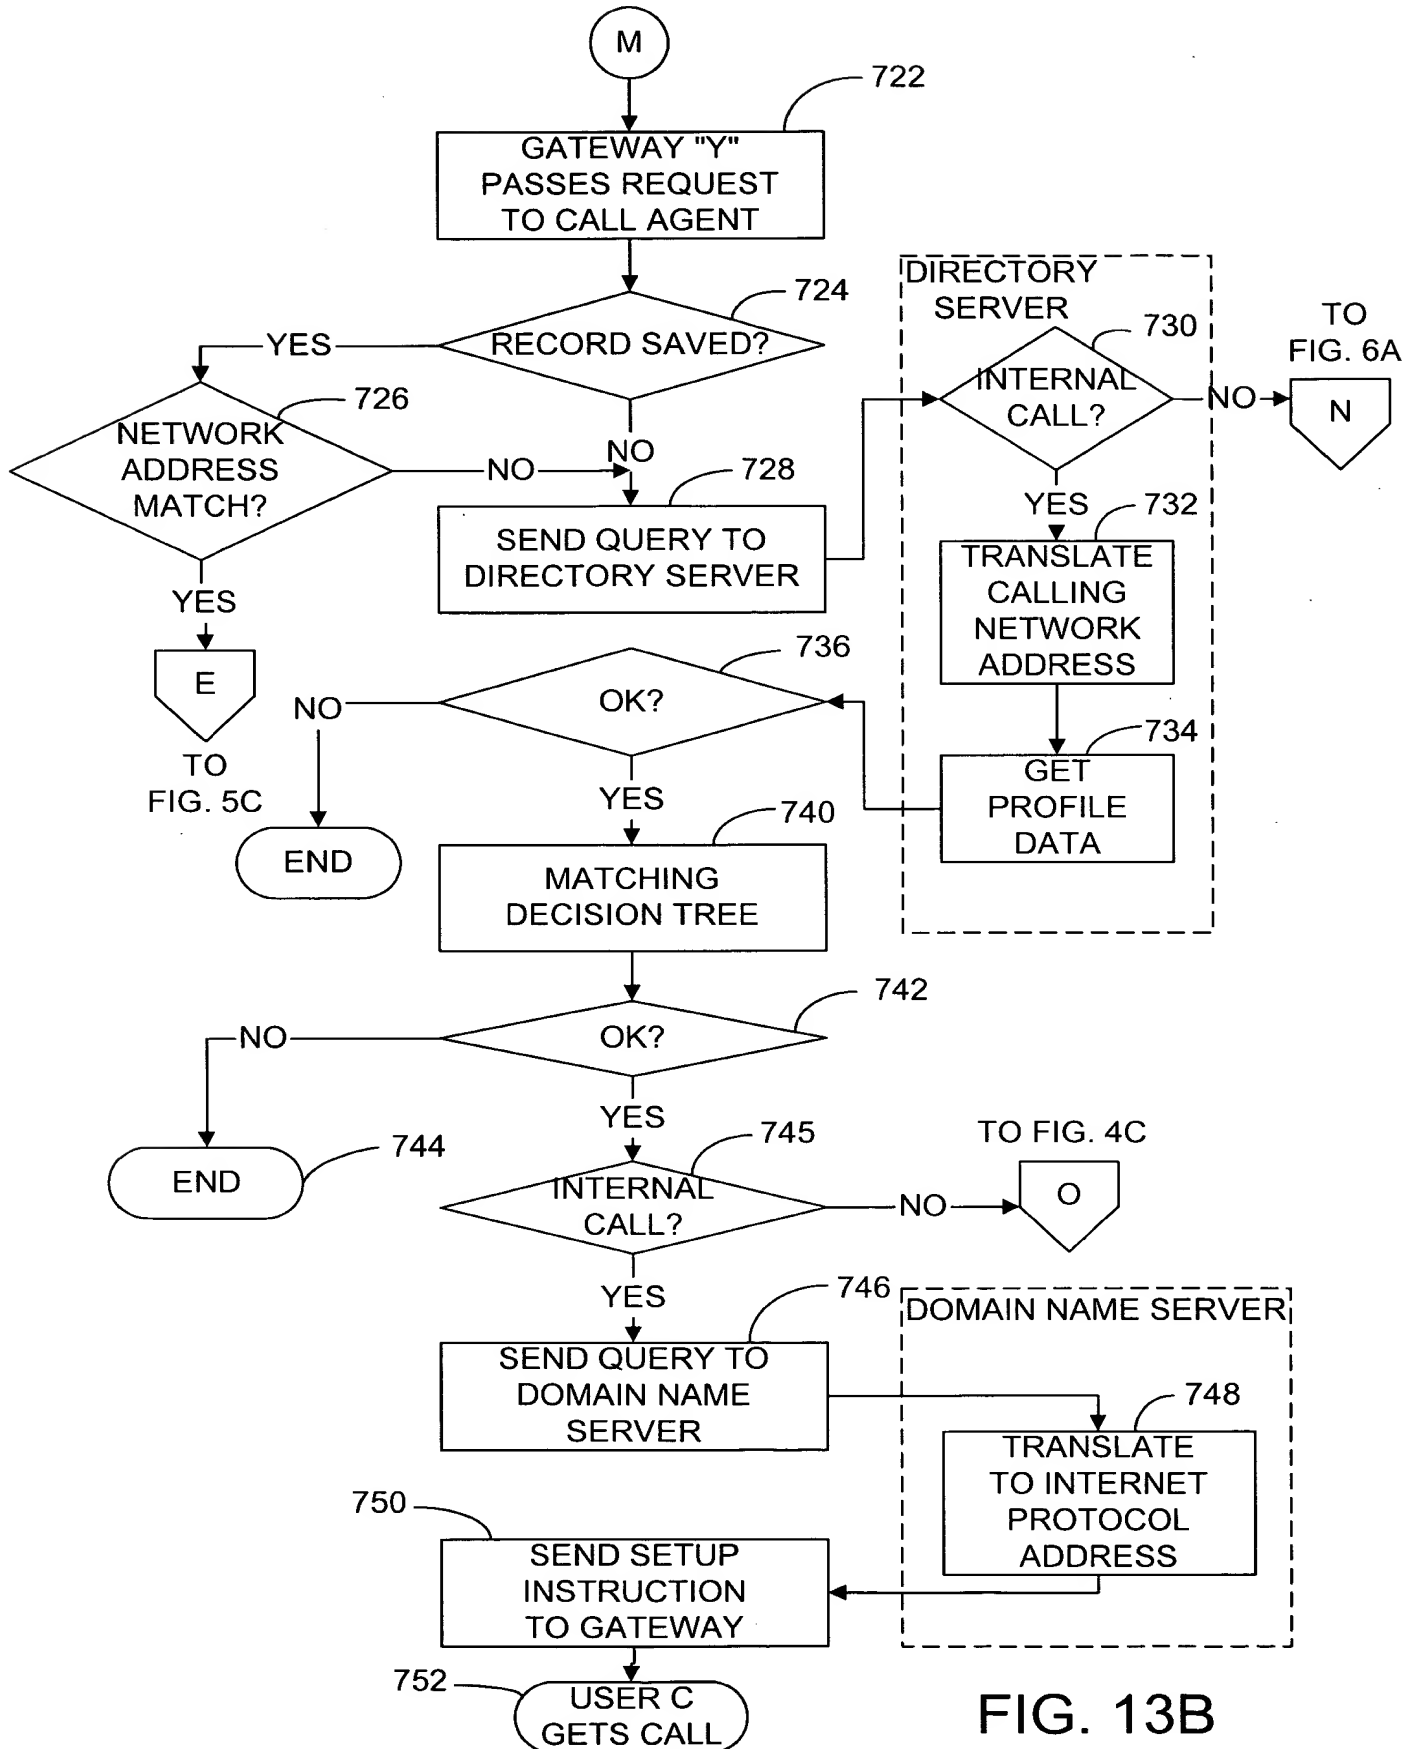 M
722
GATEWAY "Y"
PASSES REQUEST
TO CALL AGENT
724
RECORD SAVED?
YES
NO
726
NETWORK
ADDRESS
MATCH?
NO
YES
E
TO
FIG. 5C
728
SEND QUERY TO
DIRECTORY SERVER
DIRECTORY
SERVER
730
INTERNAL
CALL?
NO
TO
FIG. 6A
N
YES
732
TRANSLATE
CALLING
NETWORK
ADDRESS
734
GET
PROFILE
DATA
736
OK?
NO
END
YES
740
MATCHING
DECISION TREE
742
OK?
NO
END
744
YES
745
INTERNAL
CALL?
NO
TO FIG. 4C
O
YES
746
SEND QUERY TO
DOMAIN NAME
SERVER
DOMAIN NAME SERVER
748
TRANSLATE
TO INTERNET
PROTOCOL
ADDRESS
750
SEND SETUP
INSTRUCTION
TO GATEWAY
752
USER C
GETS CALL
FIG. 13B